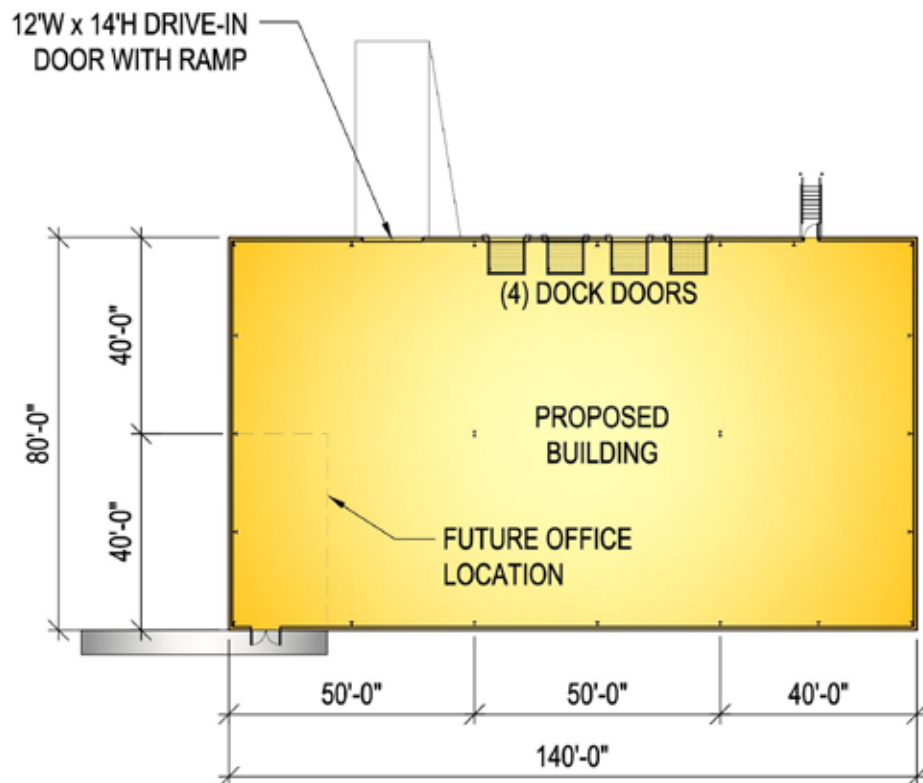 12'W x 14'H DRIVE-IN
DOOR WITH RAMP
(4) DOCK DOORS
40'-0"
80'-0"
PROPOSED
BUILDING
40'-0"
FUTURE OFFICE
LOCATION
50'-0"
50'-0"
40'-0"
140'-0"